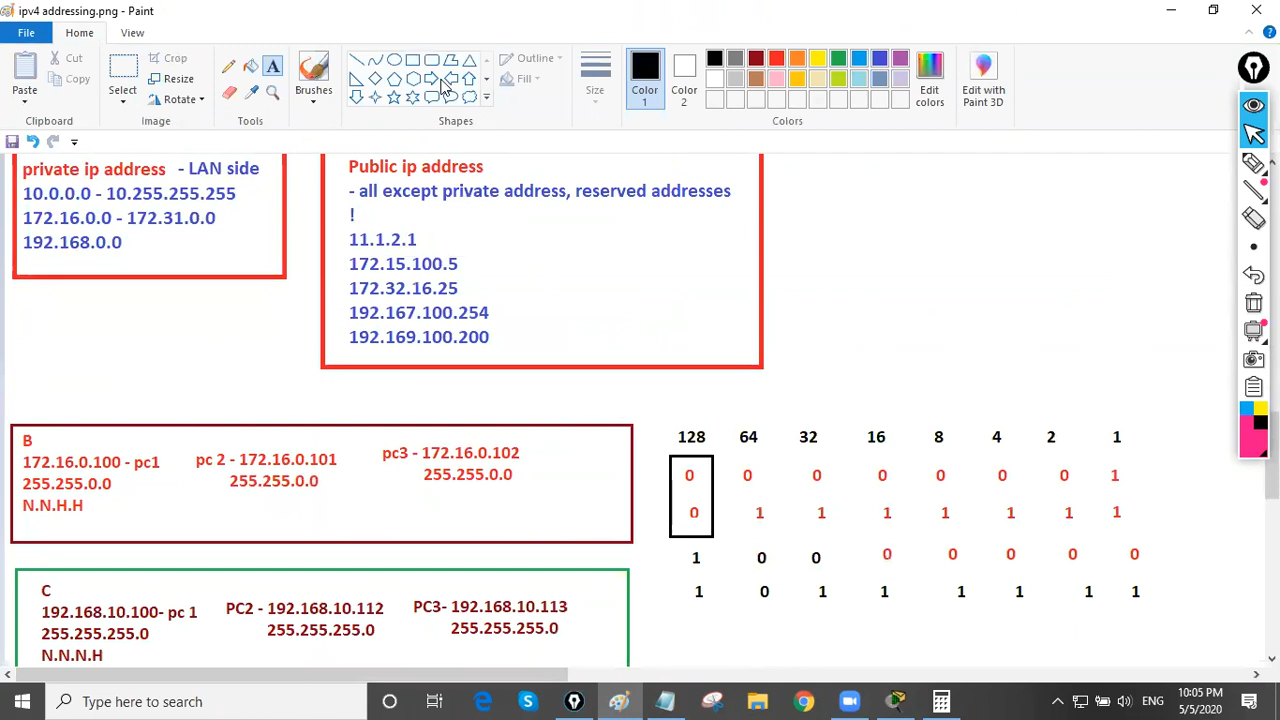 ipv4 addressing.png - Paint
File
Home
View
Paste
Cut
Copy
Clipboard
Select
Crop
Resize
Rotate
Image
A
Tools
Brushes
Outline
Fill
Shapes
Size
Color 1
Color 2
Edit colors
Edit with Paint 3D
Colors
private ip address - LAN side
10.0.0.0 - 10.255.255.255
172.16.0.0 - 172.31.0.0
192.168.0.0
Public ip address
- all except private address, reserved addresses
!
11.1.2.1
172.15.100.5
172.32.16.25
192.167.100.254
192.169.100.200
B
172.16.0.100 - pc1
255.255.0.0
N.N.H.H
pc 2 - 172.16.0.101
255.255.0.0
pc3 - 172.16.0.102
255.255.0.0
128 64 32 16 8 4 2 1
0 0 0 0 0 0 0 1
0 1 1 1 1 1 1 1
1 0 0 0 0 0 0 0
1 0 1 1 1 1 1 1
C
192.168.10.100- pc 1
255.255.255.0
N.N.N.H
PC2 - 192.168.10.112
255.255.255.0
PC3- 192.168.10.113
255.255.255.0
Type here to search
ENG
10:05 PM
5/5/2020